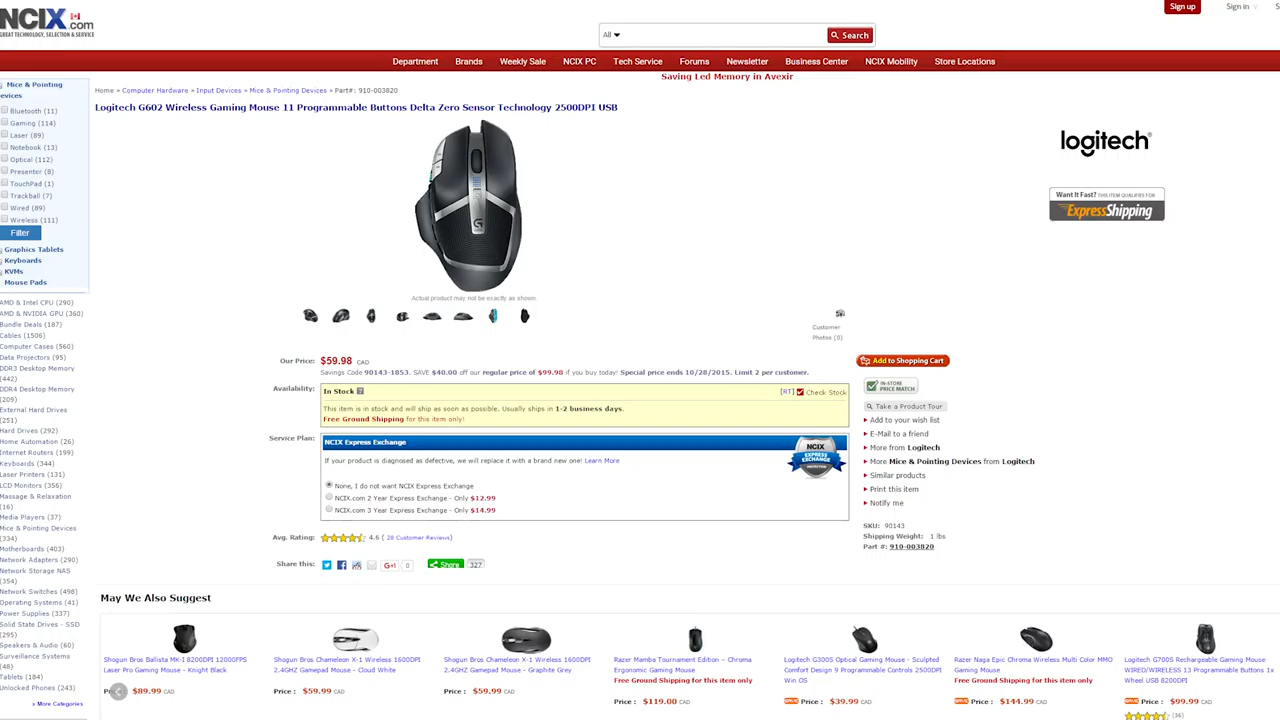 NCIX.com
GREAT TECHNOLOGY, SELECTION & SERVICE
Sign up
Sign in
All
Search
Department
Brands
Weekly Sale
NCIX PC
Tech Service
Forums
Newsletter
Business Center
NCIX Mobility
Store Locations
Saving Led Memory in Avexir
Mice & Pointing
evices
Bluetooth (11)
Gaming (114)
Laser (89)
Notebook (13)
Optical (112)
Presenter (8)
TouchPad (1)
Trackball (7)
Wired (89)
Wireless (111)
Filter
Graphics Tablets
Keyboards
KVMs
Mouse Pads
AMD & Intel CPU (290)
AMD & NVIDIA GPU (360)
Bundle Deals (187)
Cables (1506)
Computer Cases (560)
Data Projectors (95)
DDR3 Desktop Memory
(442)
DDR4 Desktop Memory
(209)
External Hard Drives
(251)
Hard Drives (292)
Home Automation (26)
Internet Routers (199)
Keyboards (344)
Laser Printers (131)
LCD Monitors (356)
Massage & Relaxation
(16)
Media Players (37)
Mice & Pointing Devices
(334)
Motherboards (403)
Network Adapters (290)
Network Storage NAS
(354)
Network Switches (498)
Operating Systems (41)
Power Supplies (337)
Solid State Drives - SSD
(295)
Speakers & Audio (60)
Surveillance Systems
(48)
Tablets (184)
Unlocked Phones (243)
» More Categories
Home » Computer Hardware » Input Devices » Mice & Pointing Devices » Part#: 910-003820
Logitech G602 Wireless Gaming Mouse 11 Programmable Buttons Delta Zero Sensor Technology 2500DPI USB
Actual product may not be exactly as shown.
Customer
Photos (0)
logitech
Want It Fast? THIS ITEM QUALIFIES FOR
ExpressShipping
Our Price: $59.98 CAD
Savings Code 90143-1853. SAVE $40.00 off our regular price of $99.98 if you buy today! Special price ends 10/28/2015. Limit 2 per customer.
Availability: In Stock ? [RT] Check Stock
This item is in stock and will ship as soon as possible. Usually ships in 1-2 business days.
Free Ground Shipping for this item only!
Service Plan: NCIX Express Exchange
If your product is diagnosed as defective, we will replace it with a brand new one! Learn More
None, I do not want NCIX Express Exchange
NCIX.com 2 Year Express Exchange - Only $12.99
NCIX.com 3 Year Express Exchange - Only $14.99
NCIX
EXPRESS
EXCHANGE
Avg. Rating: 4.6 ( 28 Customer Reviews)
Share this: G+1 0 Share 327
Add to Shopping Cart
IN-STORE
PRICE MATCH
Take a Product Tour
Add to your wish list
E-Mail to a friend
More from Logitech
More Mice & Pointing Devices from Logitech
Similar products
Print this item
Notify me
SKU: 90143
Shipping Weight: 1 lbs
Part #: 910-003820
May We Also Suggest
Shogun Bros Ballista MK-I 8200DPI 12000FPS
Laser Pro Gaming Mouse - Knight Black
$89.99 CAD
Shogun Bros Chameleon X-1 Wireless 1600DPI
2.4GHZ Gamepad Mouse - Cloud White
Price : $59.99 CAD
Shogun Bros Chameleon X-1 Wireless 1600DPI
2.4GHZ Gamepad Mouse - Graphite Grey
Price : $59.99 CAD
Razer Mamba Tournament Edition – Chroma
Ergonomic Gaming Mouse
Free Ground Shipping for this item only
Price : $119.00 CAD
Logitech G300S Optical Gaming Mouse - Sculpted
Comfort Design 9 Programmable Controls 2500DPI
Win OS
Price : $39.99 CAD
Razer Naga Epic Chroma Wireless Multi Color MMO
Gaming Mouse
Free Ground Shipping for this item only
Price : $144.99 CAD
Logitech G700S Rechargeable Gaming Mouse
WIRED/WIRELESS 13 Programmable Buttons 1x
Wheel USB 8200DPI
Price : $99.99 CAD
(36)